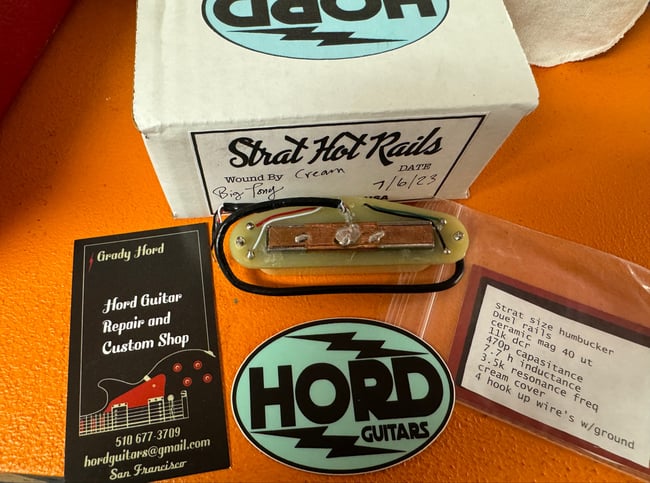 HORD
Strat Hot Rails
Wound By Cream DATE
Big Tony 7/6/23
USA
Grady Hord
Hord Guitar
Repair and
Custom Shop
510 677-3709
hordguitars@gmail.com
San Francisco
HORD
GUITARS
Strat size humbucker
Duel rails
ceramic mag 40 ut
11k dcr
470p capasitance
7.7 h inductance
3.5k resonance freq
cream cover
4 hook up wire's w/ground